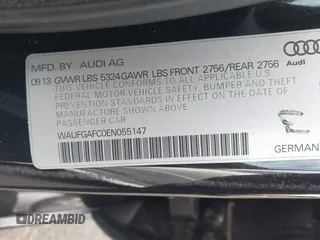 MFD. BY AUDI AG
09.13 GVWR LBS 5324 GAWR LBS FRONT 2756/REAR 2756
THIS VEHICLE CONFORMS TO ALL APPLICABLE
FEDERAL MOTOR VEHICLE SAFETY, BUMPER AND THEFT
PREVENTION STANDARDS IN EFFECT ON THE DATE
OF MANUFACTURE SHOWN ABOVE
WAUFGAFC0EN055147
PASSENGER CAR
Audi
E
GERMAN
DREAMBID